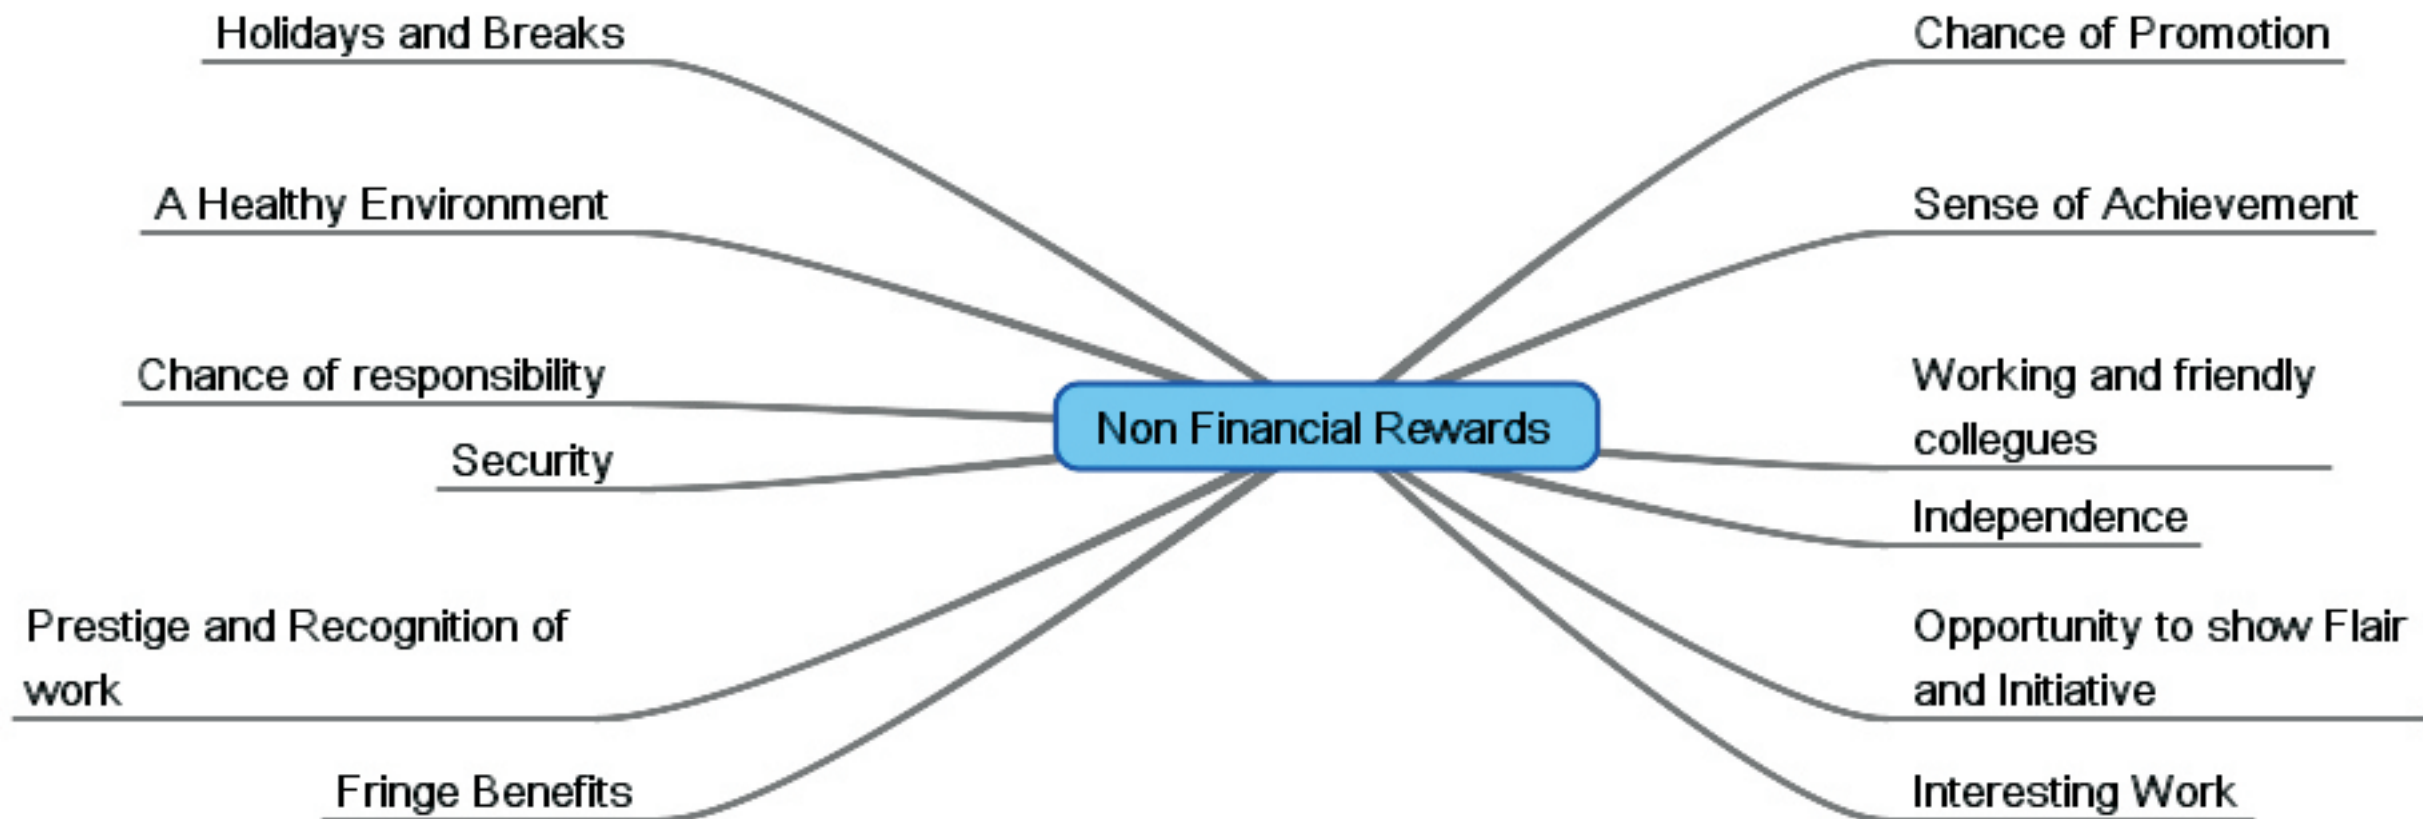 Holidays and Breaks
A Healthy Environment
Chance of responsibility
Security
Prestige and Recognition of
work
Fringe Benefits
Non Financial Rewards
Chance of Promotion
Sense of Achievement
Working and friendly
collegues
Independence
Opportunity to show Flair
and Initiative
Interesting Work